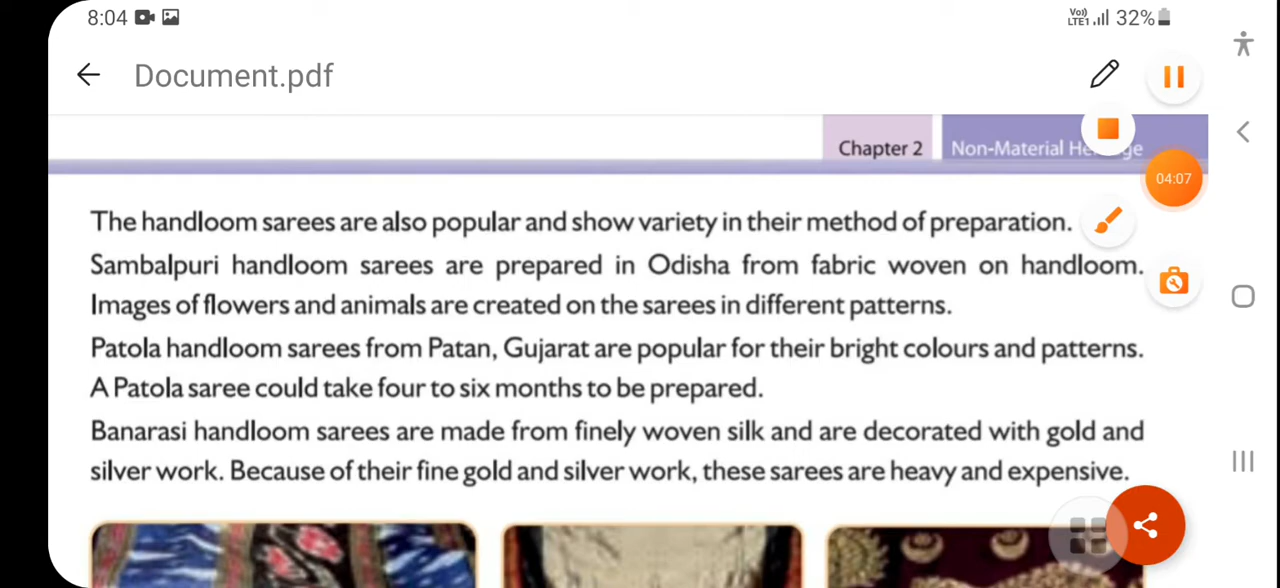 8:04
Vo)) LTE1 32%
Document.pdf
Chapter 2 Non-Material
04:07
The handloom sarees are also popular and show variety in their method of preparation.
Sambalpuri handloom sarees are prepared in Odisha from fabric woven on handloom.
Images of flowers and animals are created on the sarees in different patterns.
Patola handloom sarees from Patan, Gujarat are popular for their bright colours and patterns.
A Patola saree could take four to six months to be prepared.
Banarasi handloom sarees are made from finely woven silk and are decorated with gold and
silver work. Because of their fine gold and silver work, these sarees are heavy and expensive.